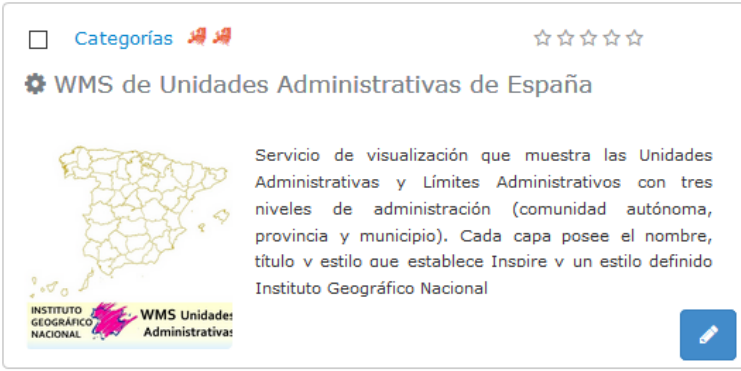 Categorías
WMS de Unidades Administrativas de España
Servicio de visualización que muestra las Unidades
Administrativas y Límites Administrativos con tres
niveles de administración (comunidad autónoma,
provincia y municipio). Cada capa posee el nombre,
título y estilo que establece Inspire y un estilo definido
Instituto Geográfico Nacional
INSTITUTO
GEOGRÁFICO
NACIONAL
WMS Unidades
Administrativas